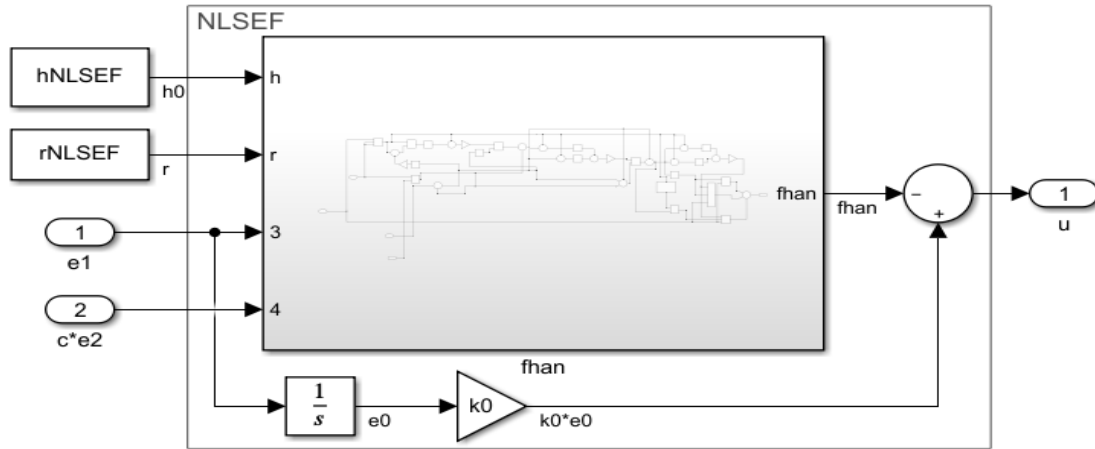 NLSEF
hNLSEF
h0
h
rNLSEF
r
r
fhan
fhan
−
+
1
u
1
e1
3
2
c*e2
4
fhan
1
s
e0
k0
k0*e0